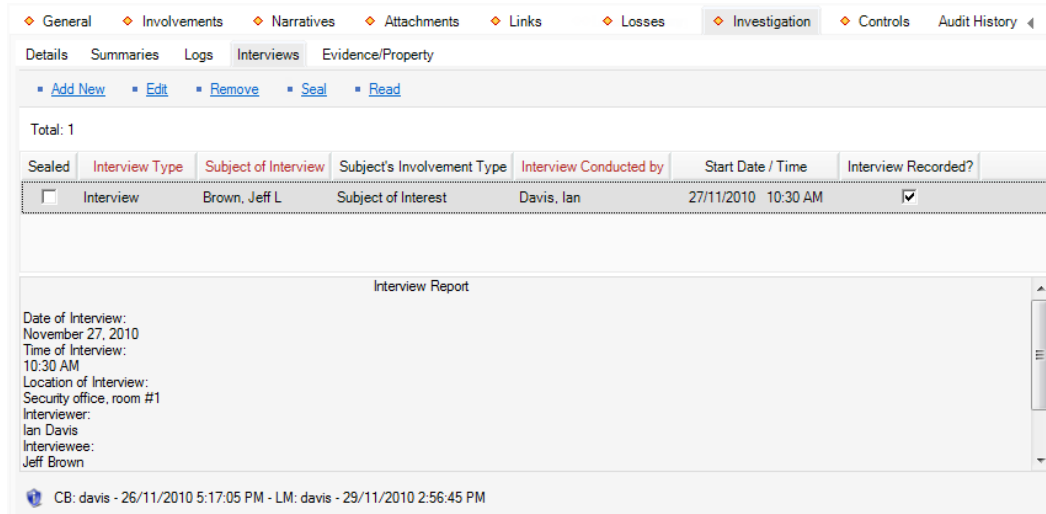 General Involvements Narratives Attachments Links Losses Investigation Controls Audit History
Details Summaries Logs Interviews Evidence/Property
Add New Edit Remove Seal Read
Total: 1
Sealed Interview Type Subject of Interview Subject's Involvement Type Interview Conducted by Start Date / Time Interview Recorded?
Interview Brown, Jeff L Subject of Interest Davis, Ian 27/11/2010 10:30 AM
Interview Report
Date of Interview:
November 27, 2010
Time of Interview:
10:30 AM
Location of Interview:
Security office, room #1
Interviewer:
Ian Davis
Interviewee:
Jeff Brown
CB: davis - 26/11/2010 5:17:05 PM - LM: davis - 29/11/2010 2:56:45 PM